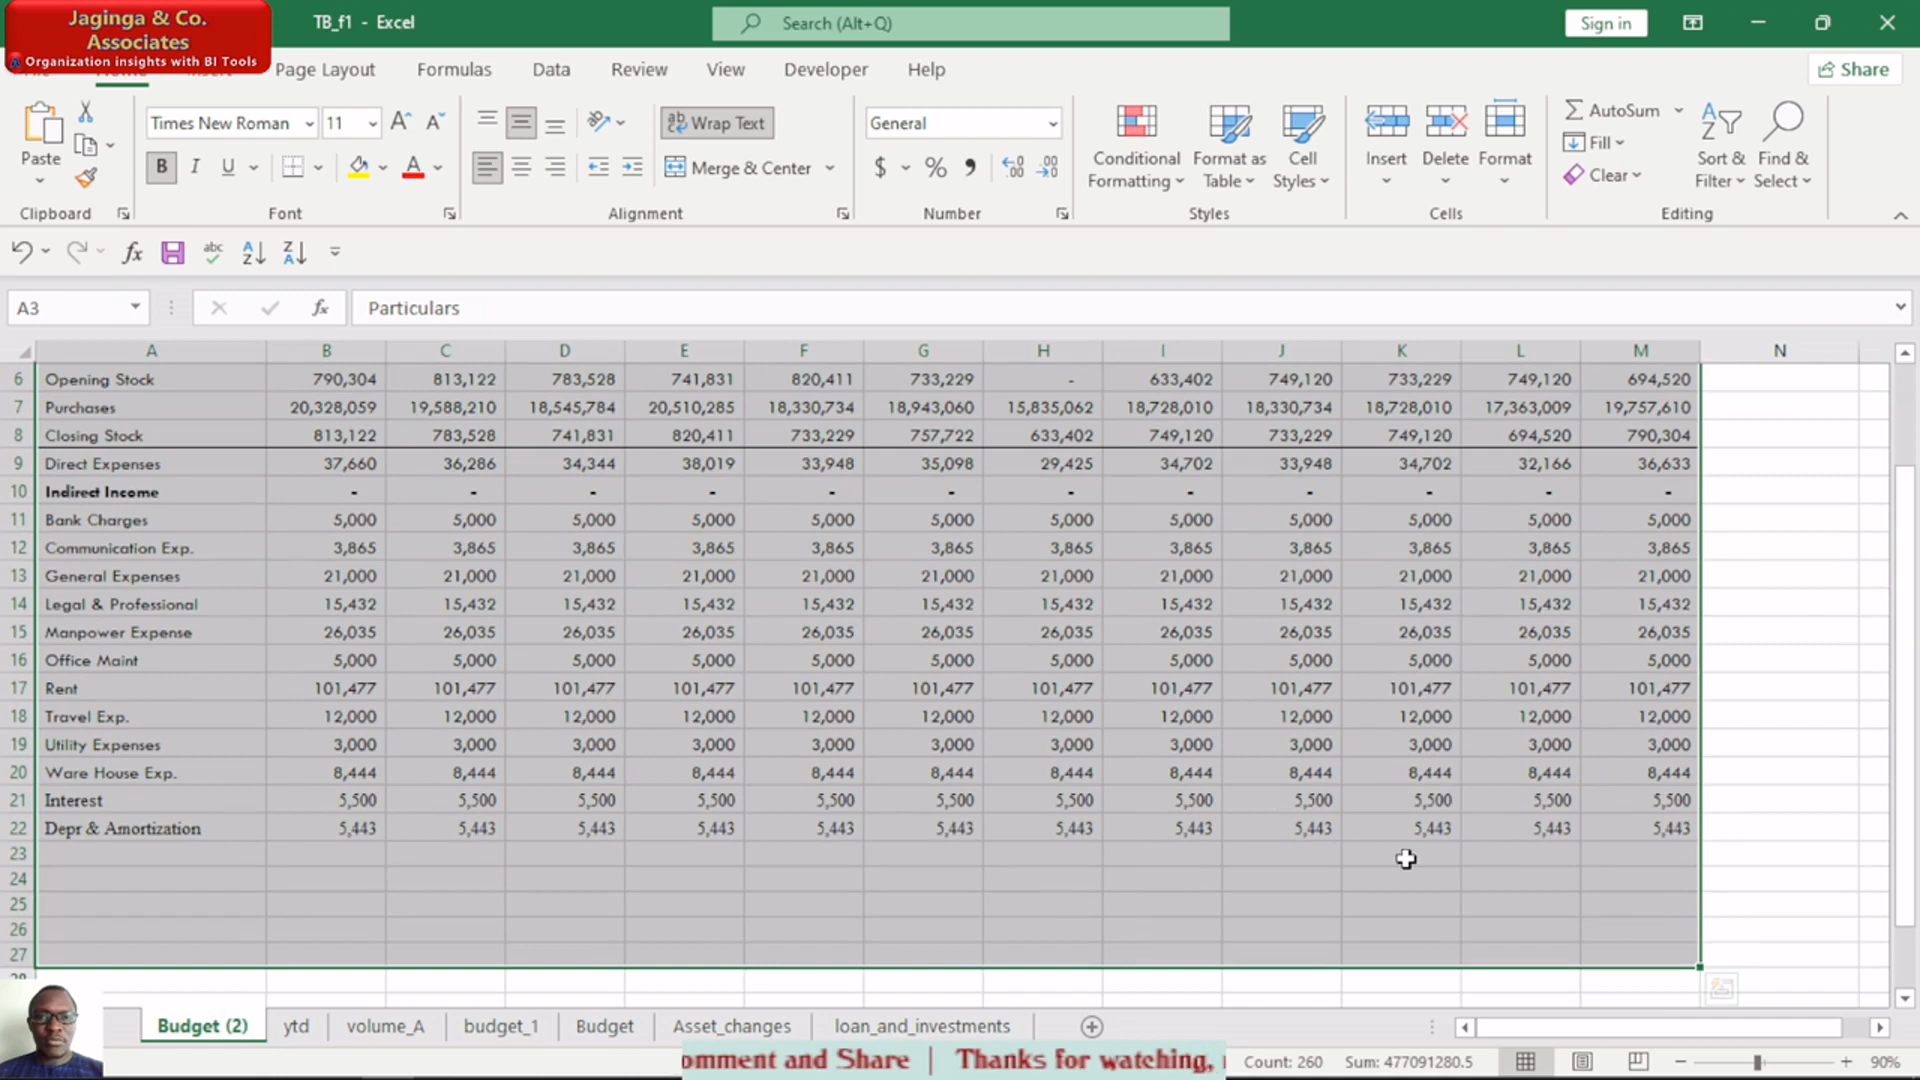 Jaginga & Co.
Associates
Organization insights with BI Tools
TB_f1 - Excel
Search (Alt+Q)
Sign in
Page Layout
Formulas
Data
Review
View
Developer
Help
Share
Paste
Clipboard
Times New Roman
11
B I U
Font
Wrap Text
Merge & Center
Alignment
General
$ %
Number
Conditional
Formatting
Format as
Table
Cell
Styles
Styles
Insert
Delete
Format
Cells
AutoSum
Fill
Clear
Sort &
Filter
Find &
Select
Editing
A3
fx
Particulars
A B C D E F G H I J K L M N
6 Opening Stock 790,304 813,122 783,528 741,831 820,411 733,229 - 633,402 749,120 733,229 749,120 694,520
7 Purchases 20,328,059 19,588,210 18,545,784 20,510,285 18,330,734 18,943,060 15,835,062 18,728,010 18,330,734 18,728,010 17,363,009 19,757,610
8 Closing Stock 813,122 783,528 741,831 820,411 733,229 757,722 633,402 749,120 733,229 749,120 694,520 790,304
9 Direct Expenses 37,660 36,286 34,344 38,019 33,948 35,098 29,425 34,702 33,948 34,702 32,166 36,633
10 Indirect Income - - - - - - - - - - - -
11 Bank Charges 5,000 5,000 5,000 5,000 5,000 5,000 5,000 5,000 5,000 5,000 5,000 5,000
12 Communication Exp. 3,865 3,865 3,865 3,865 3,865 3,865 3,865 3,865 3,865 3,865 3,865 3,865
13 General Expenses 21,000 21,000 21,000 21,000 21,000 21,000 21,000 21,000 21,000 21,000 21,000 21,000
14 Legal & Professional 15,432 15,432 15,432 15,432 15,432 15,432 15,432 15,432 15,432 15,432 15,432 15,432
15 Manpower Expense 26,035 26,035 26,035 26,035 26,035 26,035 26,035 26,035 26,035 26,035 26,035 26,035
16 Office Maint 5,000 5,000 5,000 5,000 5,000 5,000 5,000 5,000 5,000 5,000 5,000 5,000
17 Rent 101,477 101,477 101,477 101,477 101,477 101,477 101,477 101,477 101,477 101,477 101,477 101,477
18 Travel Exp. 12,000 12,000 12,000 12,000 12,000 12,000 12,000 12,000 12,000 12,000 12,000 12,000
19 Utility Expenses 3,000 3,000 3,000 3,000 3,000 3,000 3,000 3,000 3,000 3,000 3,000 3,000
20 Ware House Exp. 8,444 8,444 8,444 8,444 8,444 8,444 8,444 8,444 8,444 8,444 8,444 8,444
21 Interest 5,500 5,500 5,500 5,500 5,500 5,500 5,500 5,500 5,500 5,500 5,500 5,500
22 Depr & Amortization 5,443 5,443 5,443 5,443 5,443 5,443 5,443 5,443 5,443 5,443 5,443 5,443
23
24
25
26
27
Budget (2)
ytd
volume_A
budget_1
Budget
Asset_changes
loan_and_investments
omment and Share | Thanks for watching,
Count: 260
Sum: 477091280.5
90%